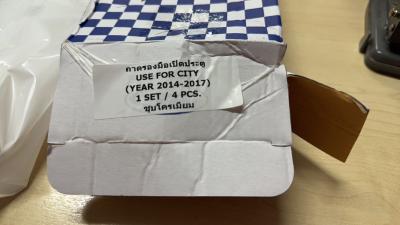 ถาดรองมือเปิดประตู
USE FOR CITY
(YEAR 2014-2017)
1 SET / 4 PCS.
ชุบโครเมียม